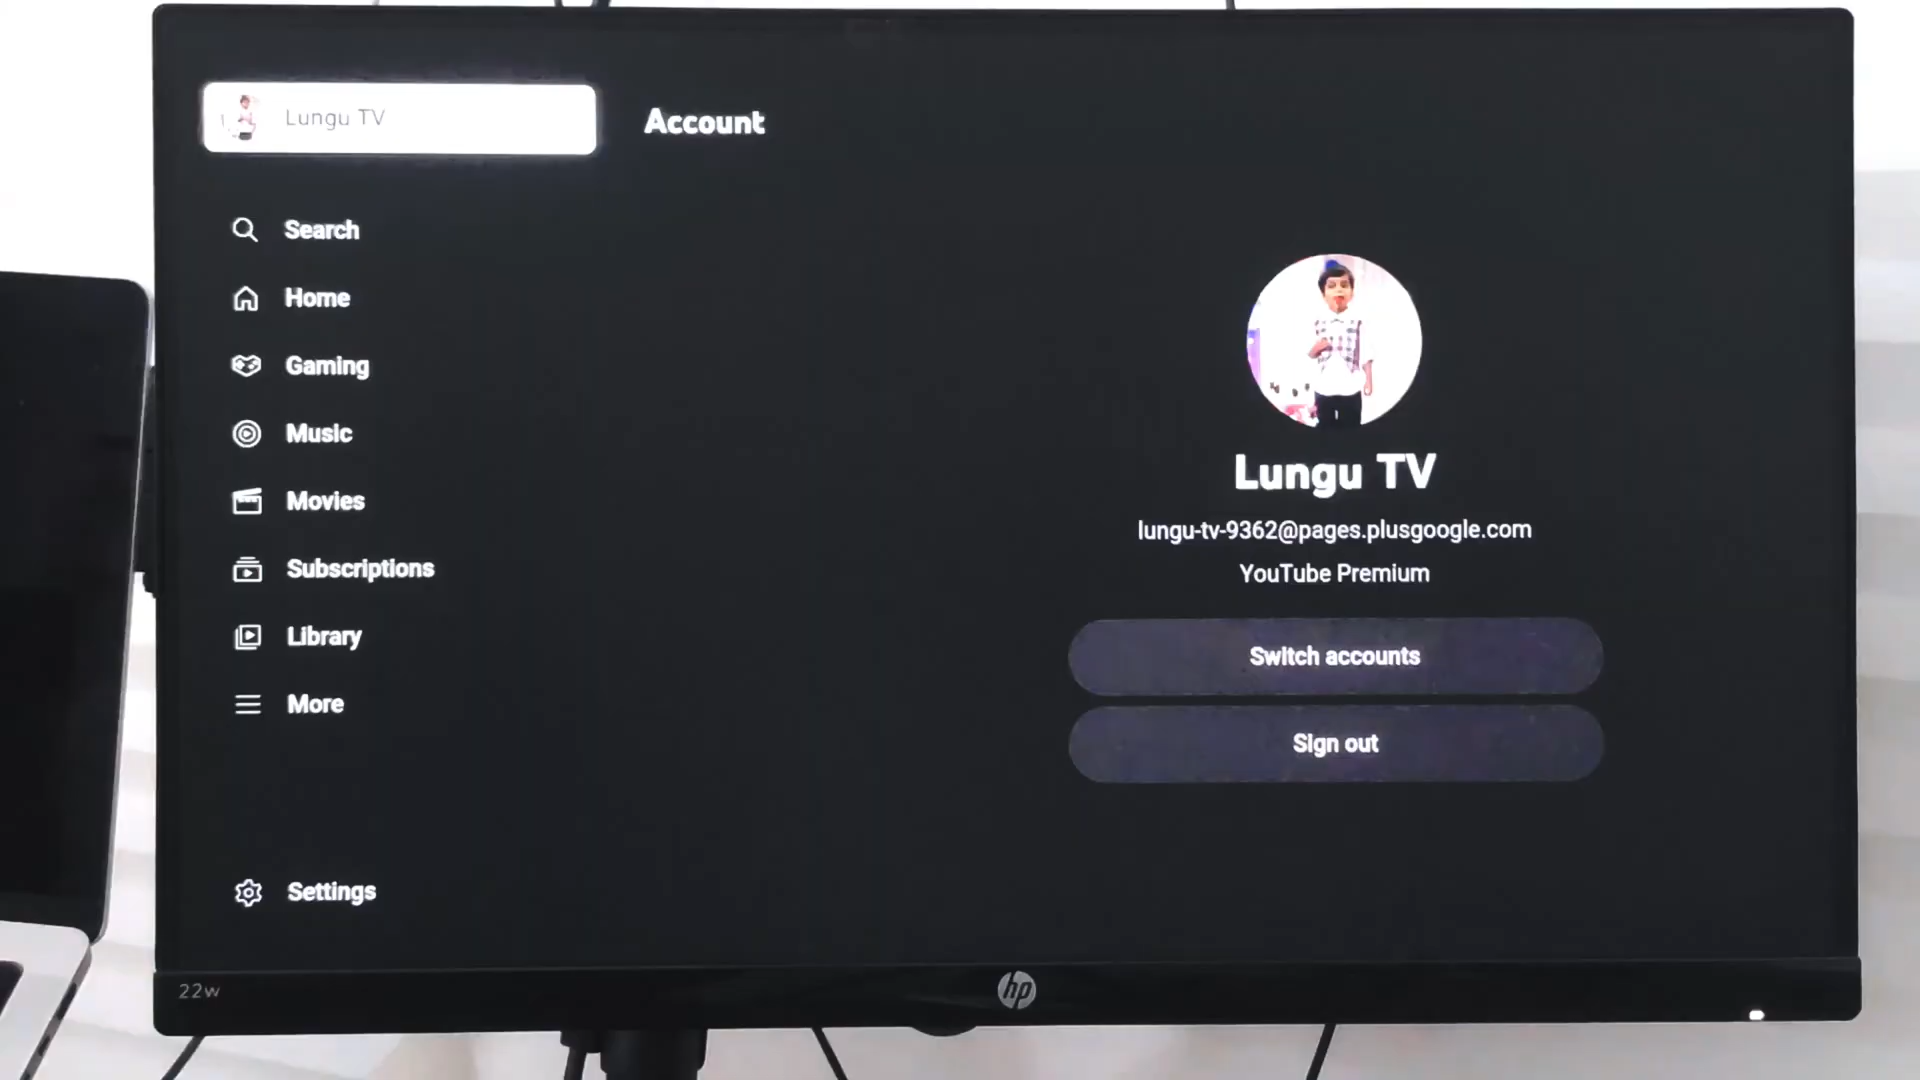 Lungu TV
Account
Search
Home
Gaming
Music
Movies
Subscriptions
Library
More
Settings
Lungu TV
lungu-tv-9362@pages.plusgoogle.com
YouTube Premium
Switch accounts
Sign out
22w
hp